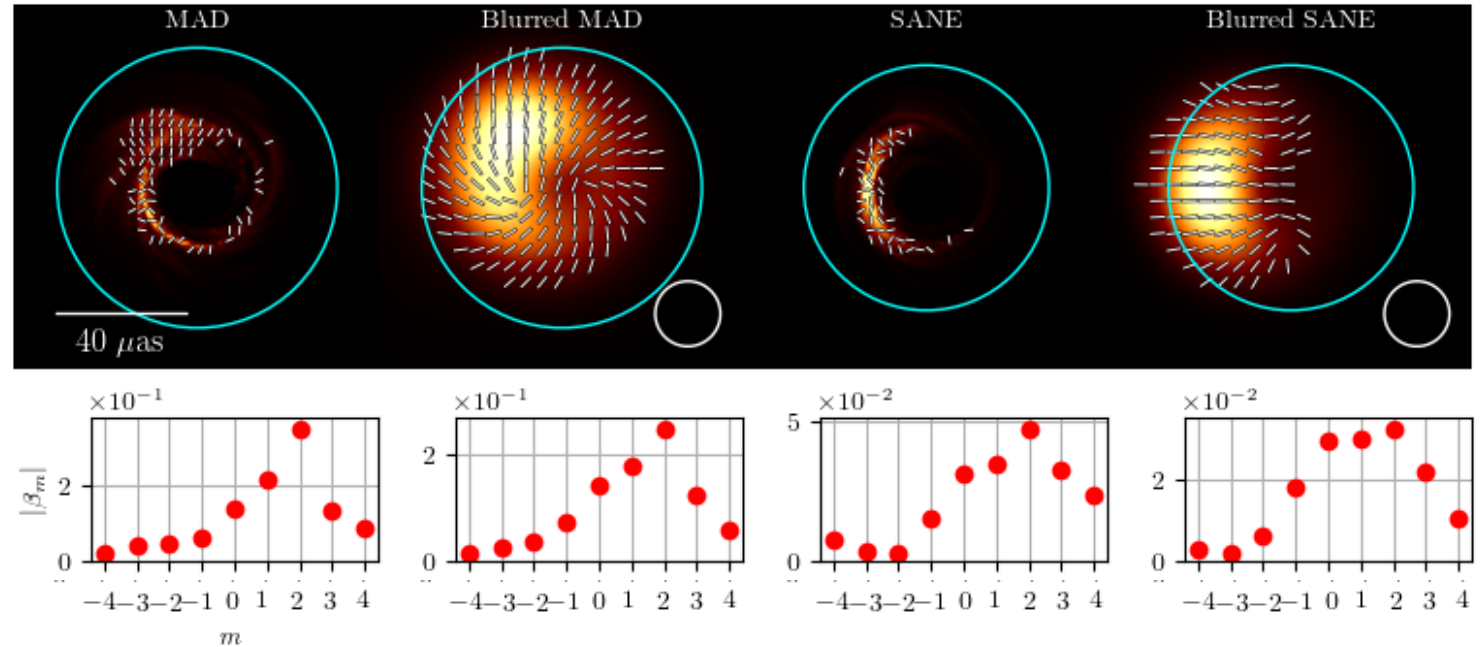 MAD Blurred MAD SANE Blurred SANE
40 μas
×10⁻¹ ×10⁻¹ ×10⁻² ×10⁻²
5
2 2 2
|βₘ|
0 0 0 0
−4 −3 −2 −1 0 1 2 3 4 −4 −3 −2 −1 0 1 2 3 4 −4 −3 −2 −1 0 1 2 3 4 −4 −3 −2 −1 0 1 2 3 4
m